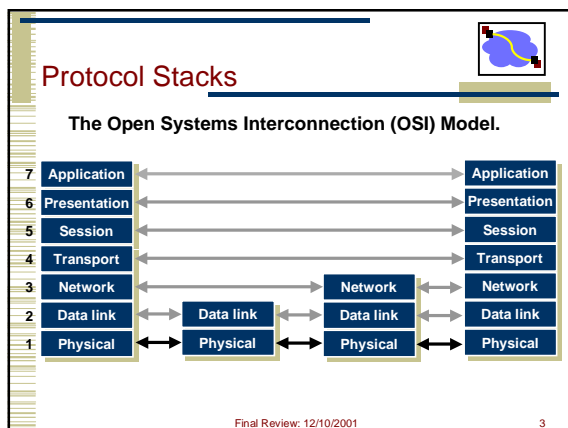 Protocol Stacks
The Open Systems Interconnection (OSI) Model.
7 Application Application
6 Presentation Presentation
5 Session Session
4 Transport Transport
3 Network Network Network
2 Data link Data link Data link Data link
1 Physical Physical Physical Physical
Final Review: 12/10/2001 3